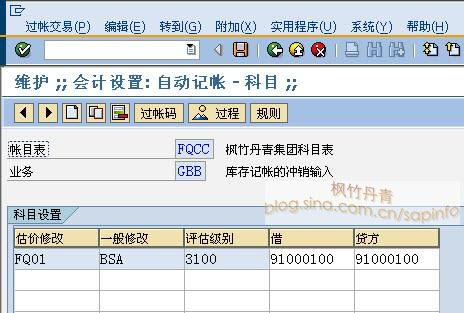 过帐交易(P) 编辑(E) 转到(G) 附加(X) 实用程序(U) 系统(Y) 帮助(H)
维护 ;; 会计设置: 自动记帐 - 科目 ;;
过帐码 过程 规则
帐目表 FQCC 枫竹丹青集团科目表
业务 GBB 库存记帐的冲销输入
枫竹丹青
blog.sina.com.cn/sapinfo
科目设置
估价修改 一般修改 评估级别 借 贷方
FQ01 BSA 3100 91000100 91000100